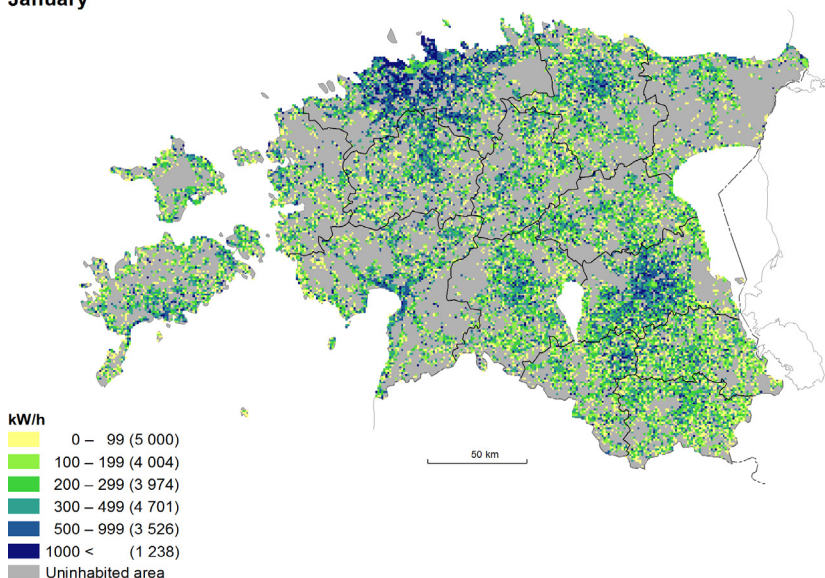 January
50 km
kW/h
0 – 99 (5 000)
100 – 199 (4 004)
200 – 299 (3 974)
300 – 499 (4 701)
500 – 999 (3 526)
1000 < (1 238)
Uninhabited area